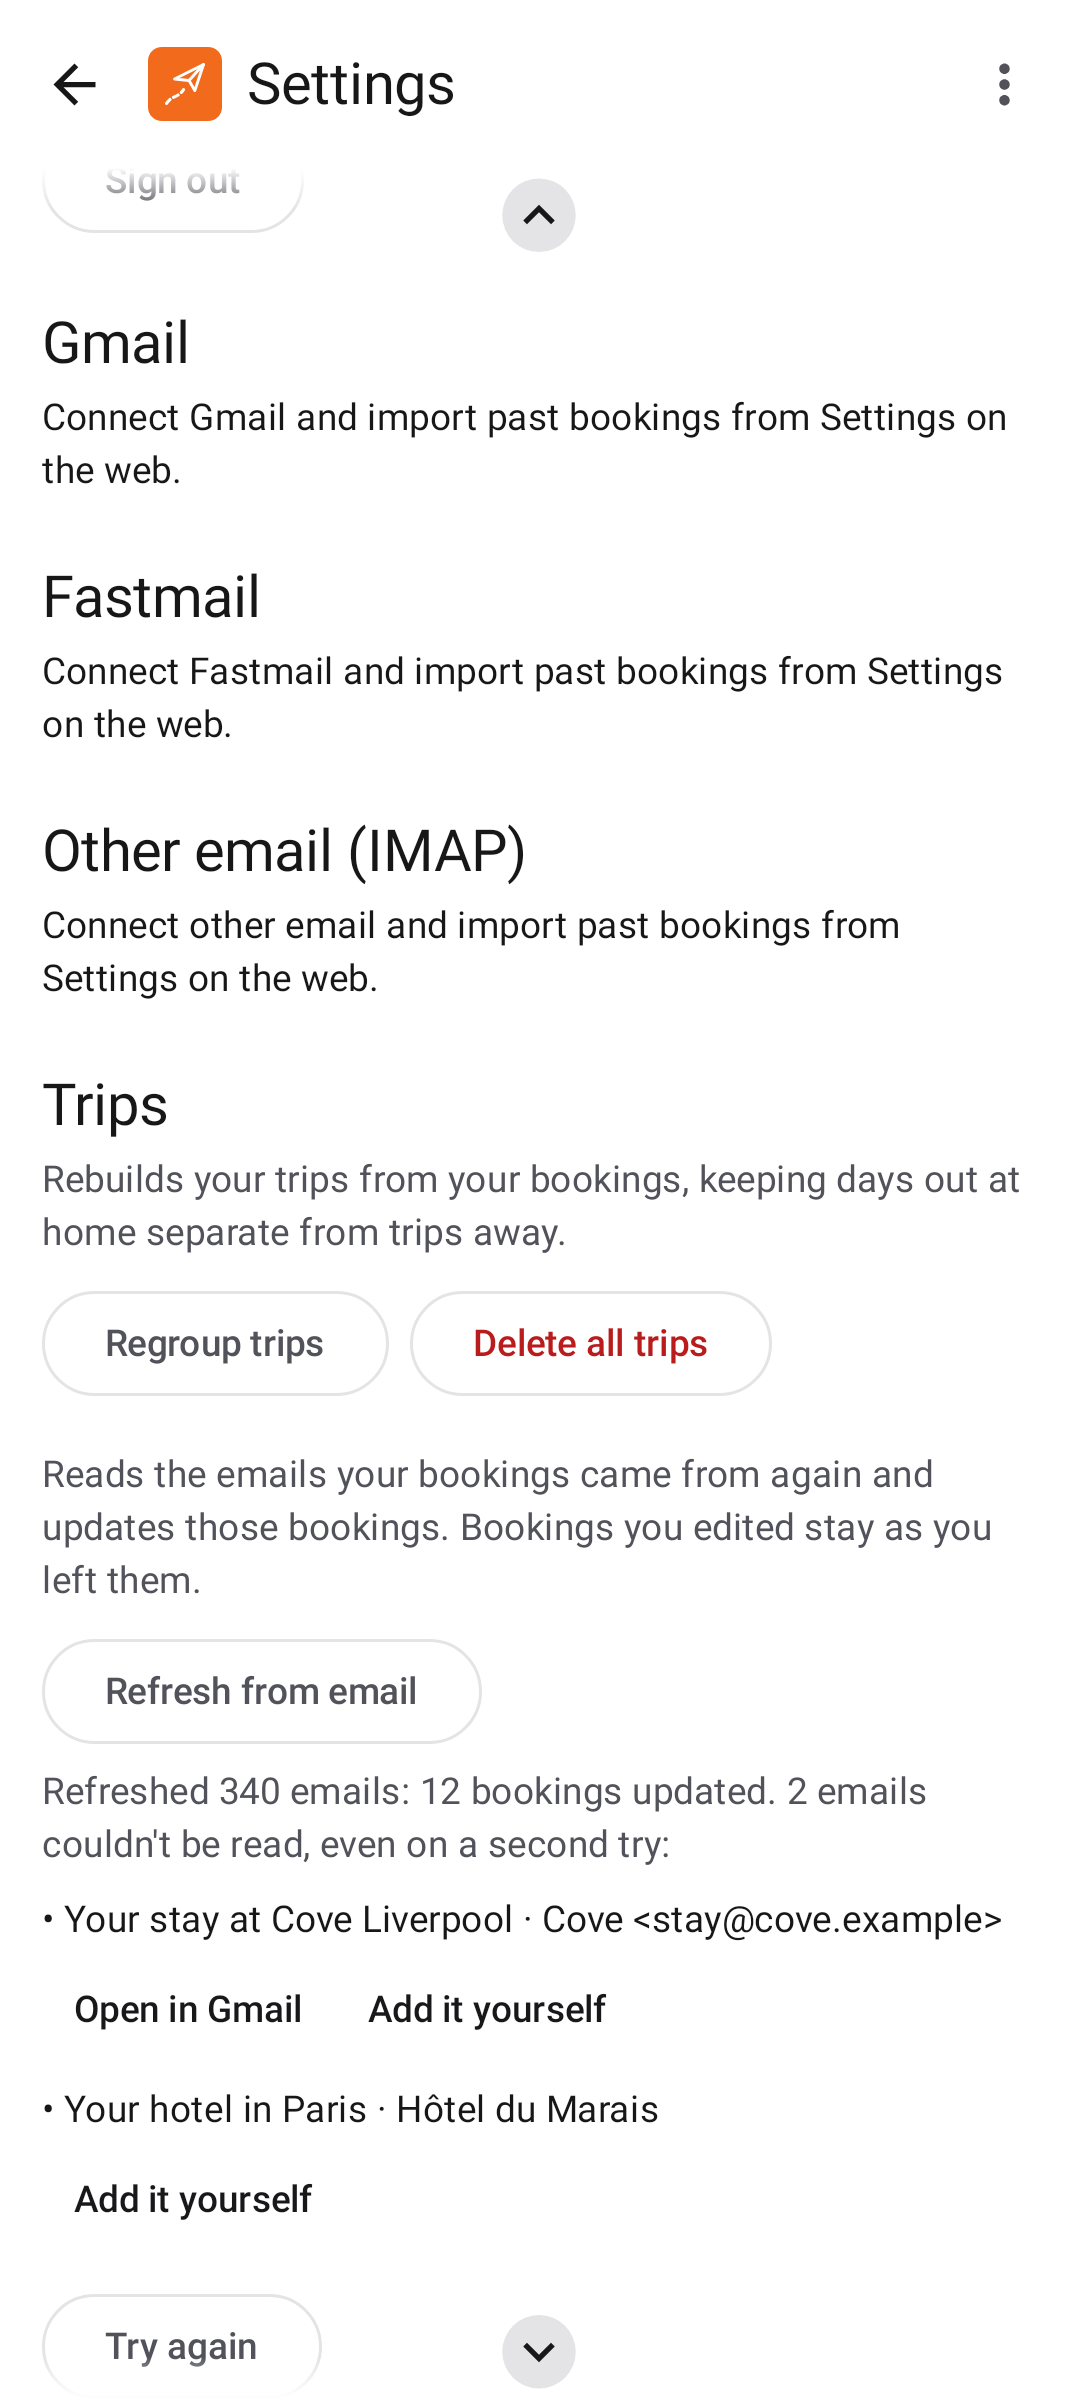 Settings
Sign out
Gmail
Connect Gmail and import past bookings from Settings on
the web.
Fastmail
Connect Fastmail and import past bookings from Settings
on the web.
Other email (IMAP)
Connect other email and import past bookings from
Settings on the web.
Trips
Rebuilds your trips from your bookings, keeping days out at
home separate from trips away.
Regroup trips Delete all trips
Reads the emails your bookings came from again and
updates those bookings. Bookings you edited stay as you
left them.
Refresh from email
Refreshed 340 emails: 12 bookings updated. 2 emails
couldn't be read, even on a second try:
• Your stay at Cove Liverpool · Cove <stay@cove.example>
Open in Gmail Add it yourself
• Your hotel in Paris · Hôtel du Marais
Add it yourself
Try again